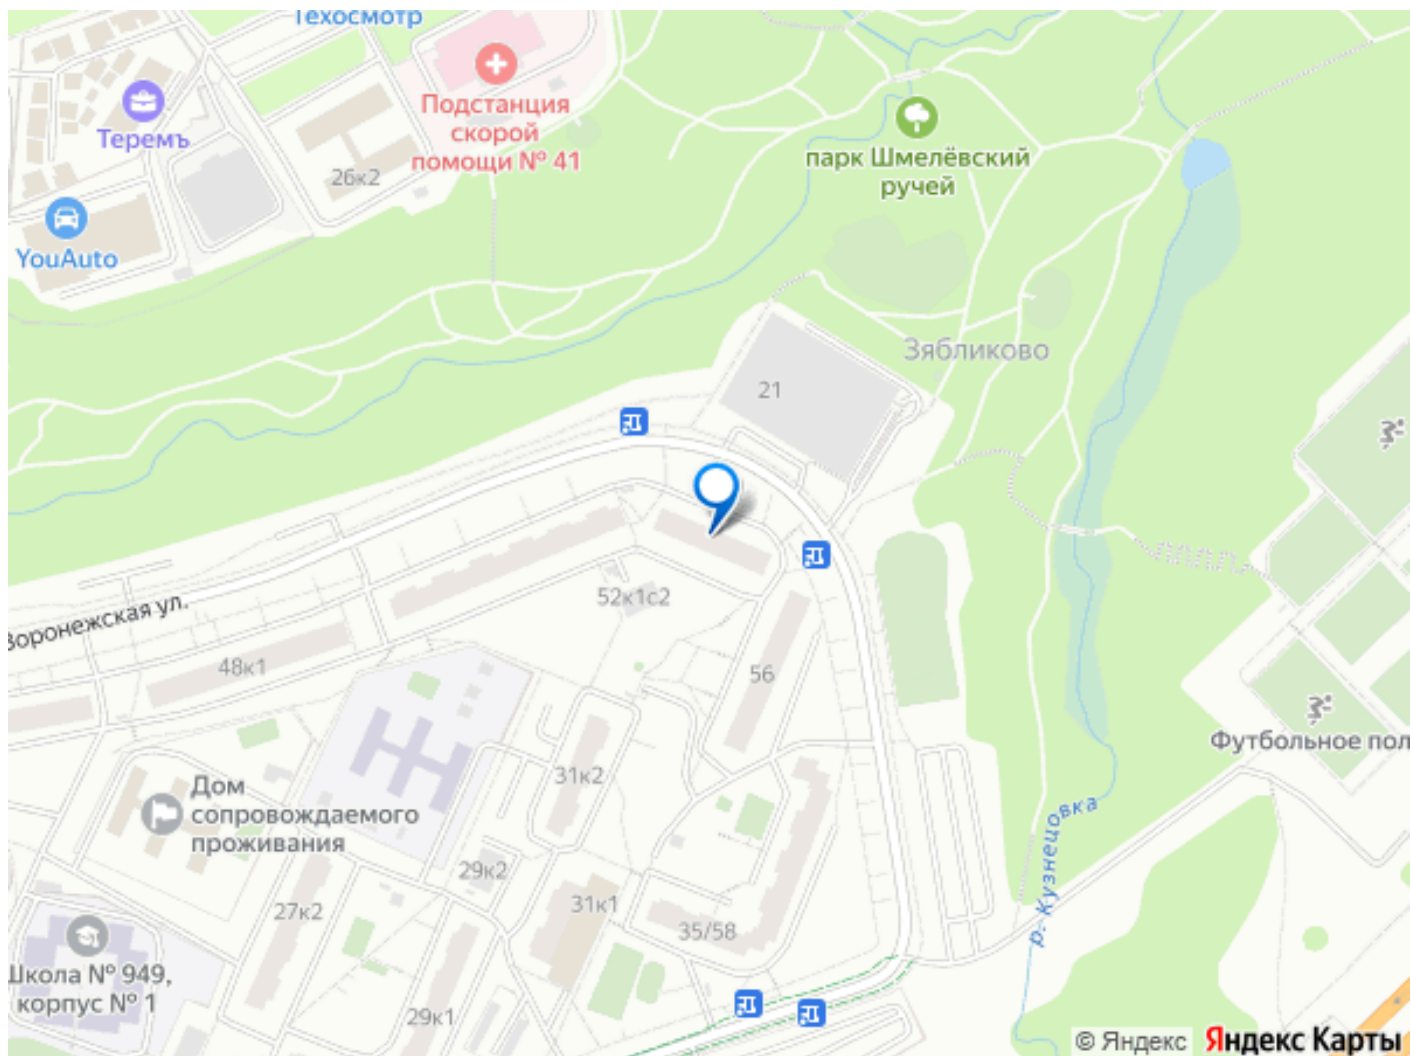 Техосмотр
Подстанция
скорой
помощи № 41
Теремъ
26к2
YouAuto
парк Шмелёвский
ручей
Зябликово
21
52к1с2
Воронежская ул.
48к1
56
31к2
Футбольное пол
Дом
сопровождаемого
проживания
29к2
31к1
27к2
35/58
р. Кузнецовка
Школа № 949,
корпус № 1
29к1
© Яндекс Яндекс Карты